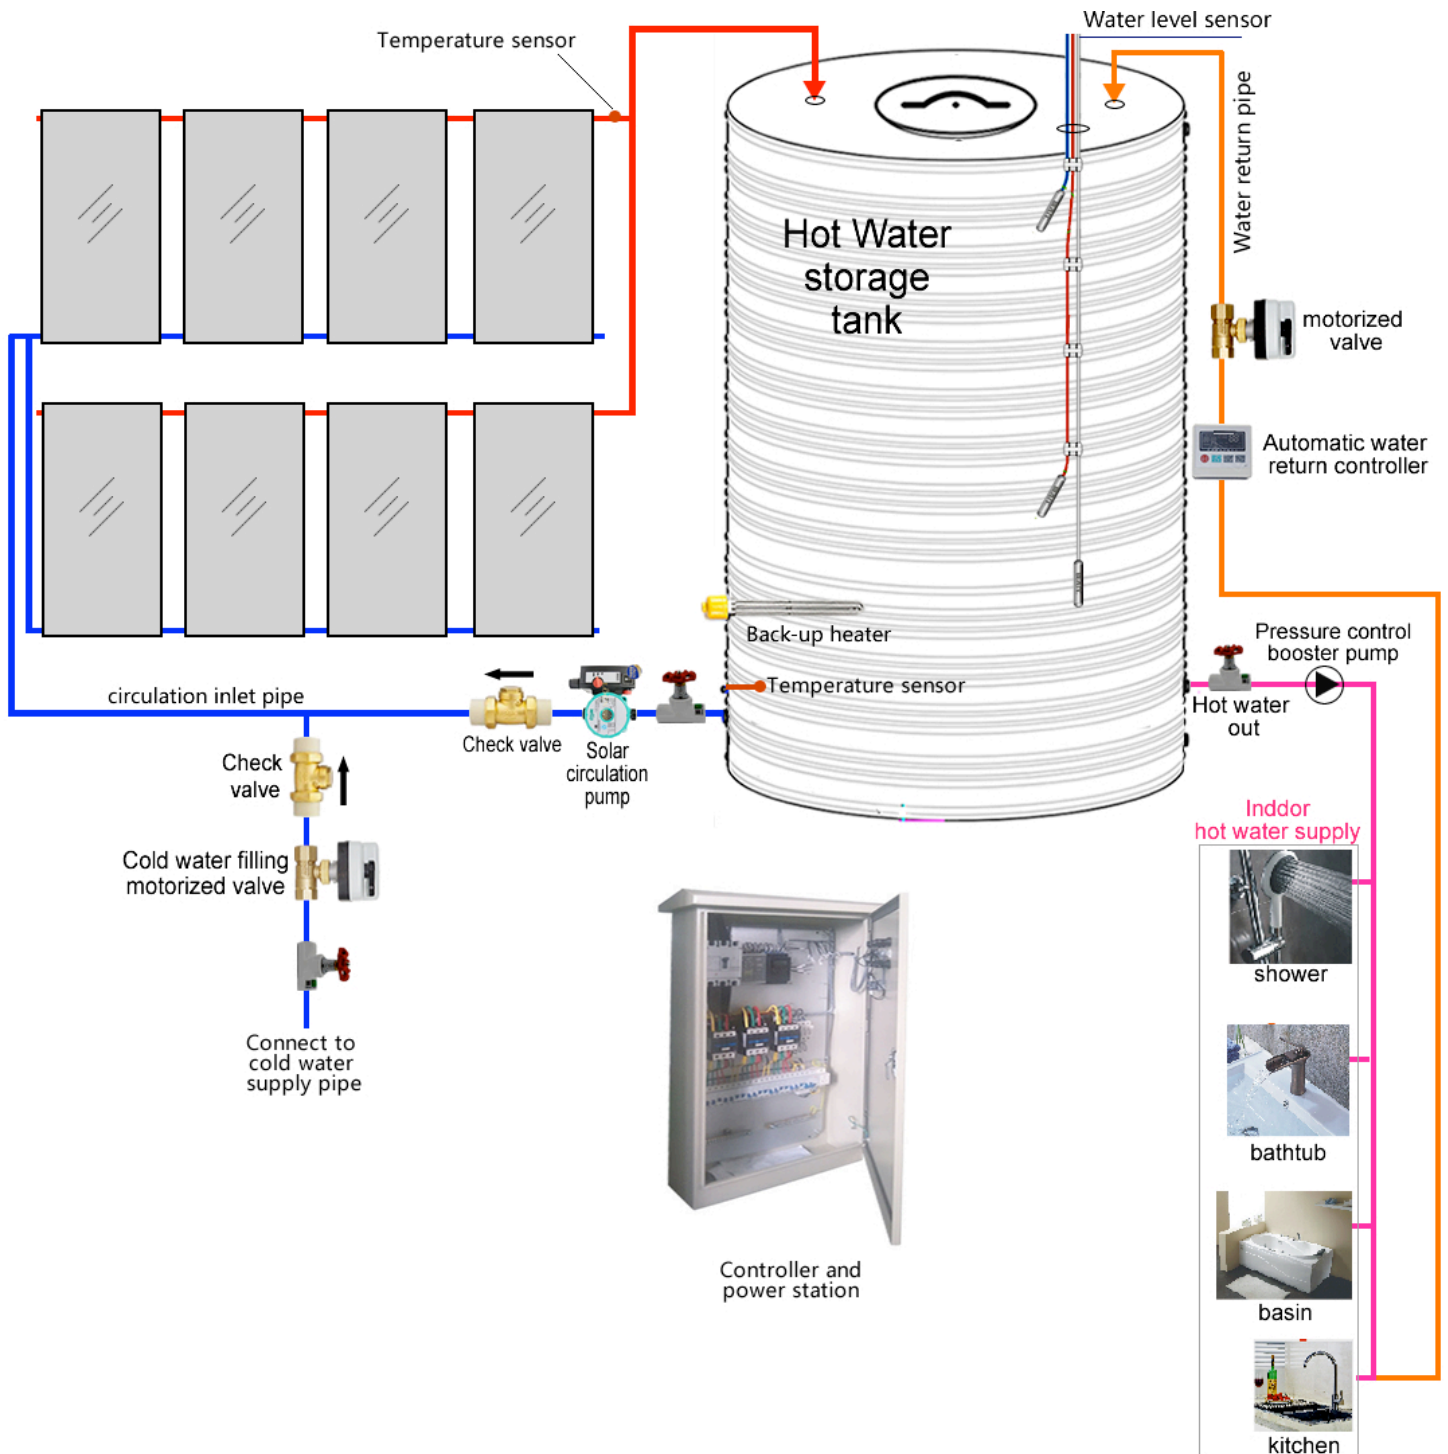 Water level sensor
Temperature sensor
Water return pipe
Hot Water
storage
tank
motorized
valve
Automatic water
return controller
Back-up heater
Pressure control
booster pump
Temperature sensor
circulation inlet pipe
Hot water
out
Check valve
Solar
circulation
pump
Check
valve
Inddor
hot water supply
Cold water filling
motorized valve
shower
Connect to
cold water
supply pipe
bathtub
Controller and
power station
basin
kitchen